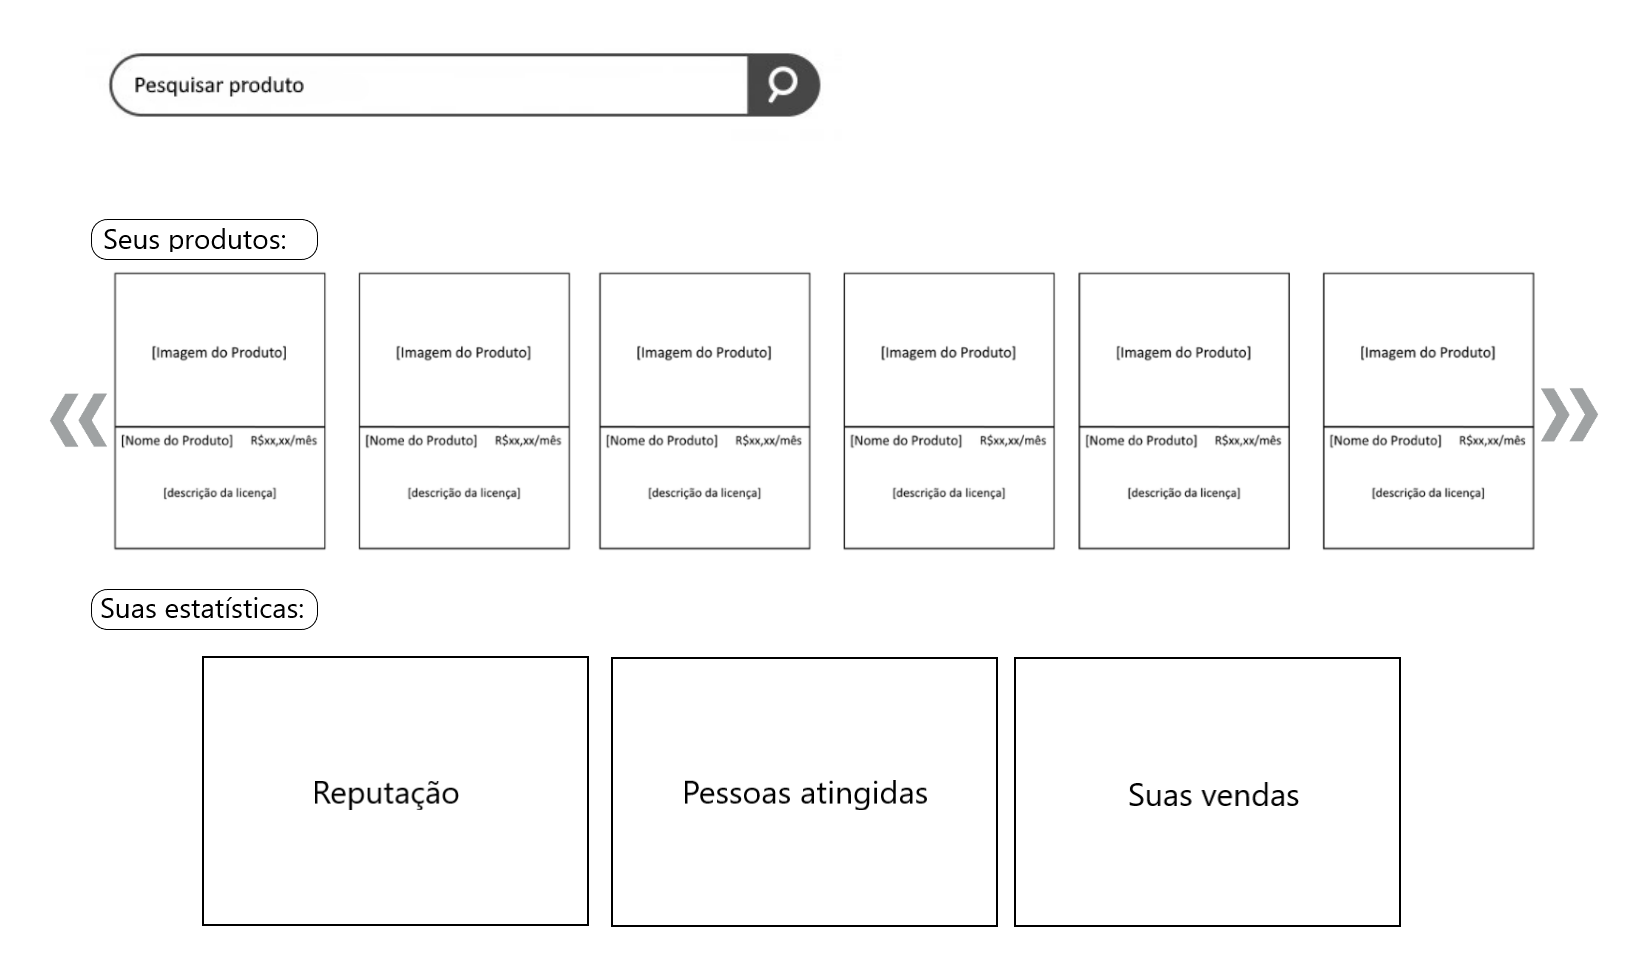 Pesquisar produto
Seus produtos:
[Imagem do Produto] [Imagem do Produto] [Imagem do Produto] [Imagem do Produto] [Imagem do Produto] [Imagem do Produto]
[Nome do Produto] R$xx,xx/mês [Nome do Produto] R$xx,xx/mês [Nome do Produto] R$xx,xx/mês [Nome do Produto] R$xx,xx/mês [Nome do Produto] R$xx,xx/mês [Nome do Produto] R$xx,xx/mês
[descrição da licença] [descrição da licença] [descrição da licença] [descrição da licença] [descrição da licença] [descrição da licença]
Suas estatísticas:
Reputação Pessoas atingidas Suas vendas